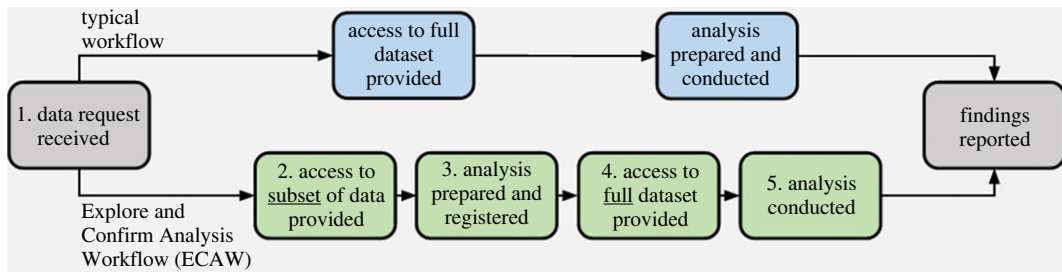 typical
workflow
access to full
dataset
provided
analysis
prepared and
conducted
1. data request
received
findings
reported
2. access to
subset of data
provided
3. analysis
prepared and
registered
4. access to
full dataset
provided
5. analysis
conducted
Explore and
Confirm Analysis
Workflow (ECAW)